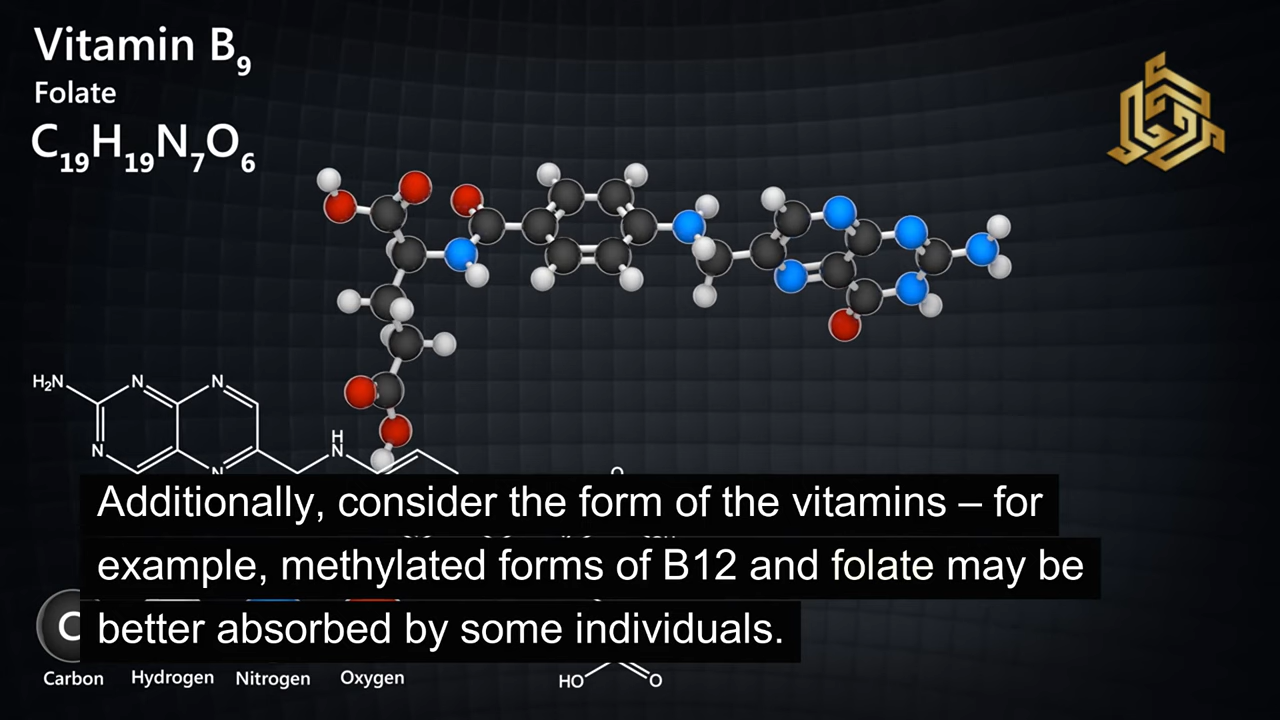 Vitamin B₉
Folate
C₁₉H₁₉N₇O₆
H₂N
N
N
H
N
N
N
O
Additionally, consider the form of the vitamins – for
example, methylated forms of B12 and folate may be
better absorbed by some individuals.
C
Carbon Hydrogen Nitrogen Oxygen
HO
O